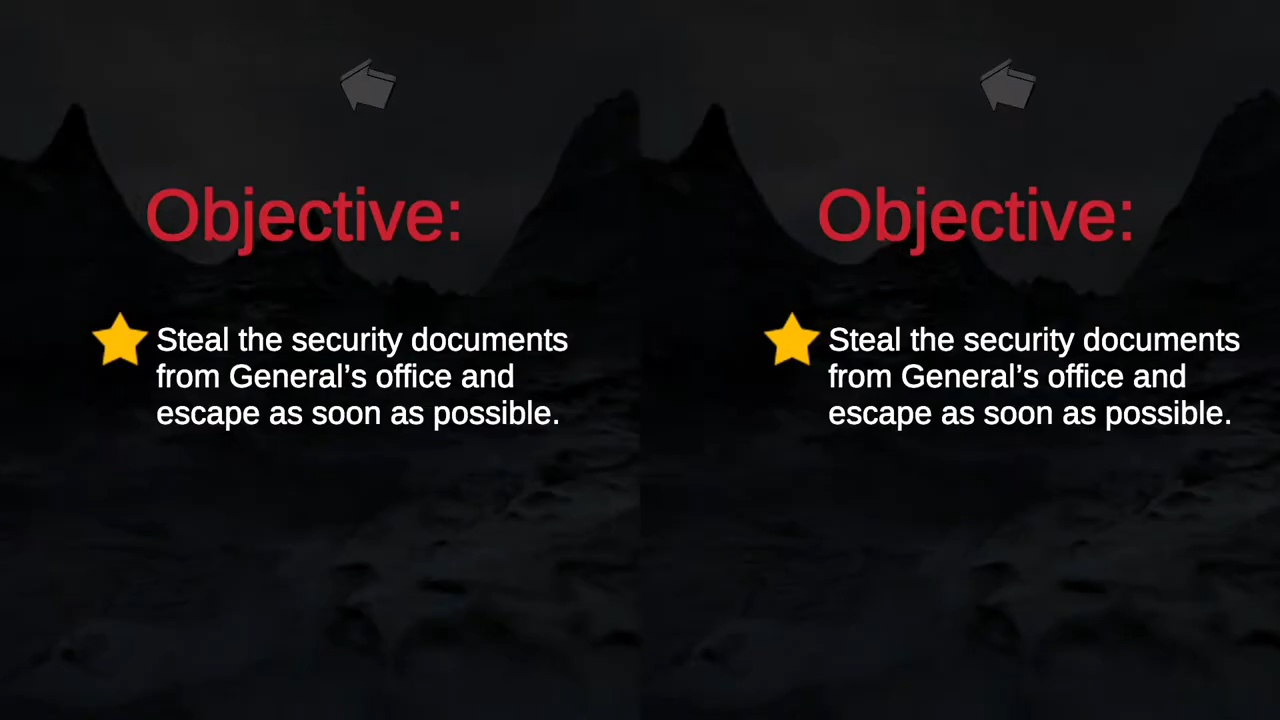 Objective:
Steal the security documents
from General’s office and
escape as soon as possible.
Objective:
Steal the security documents
from General’s office and
escape as soon as possible.